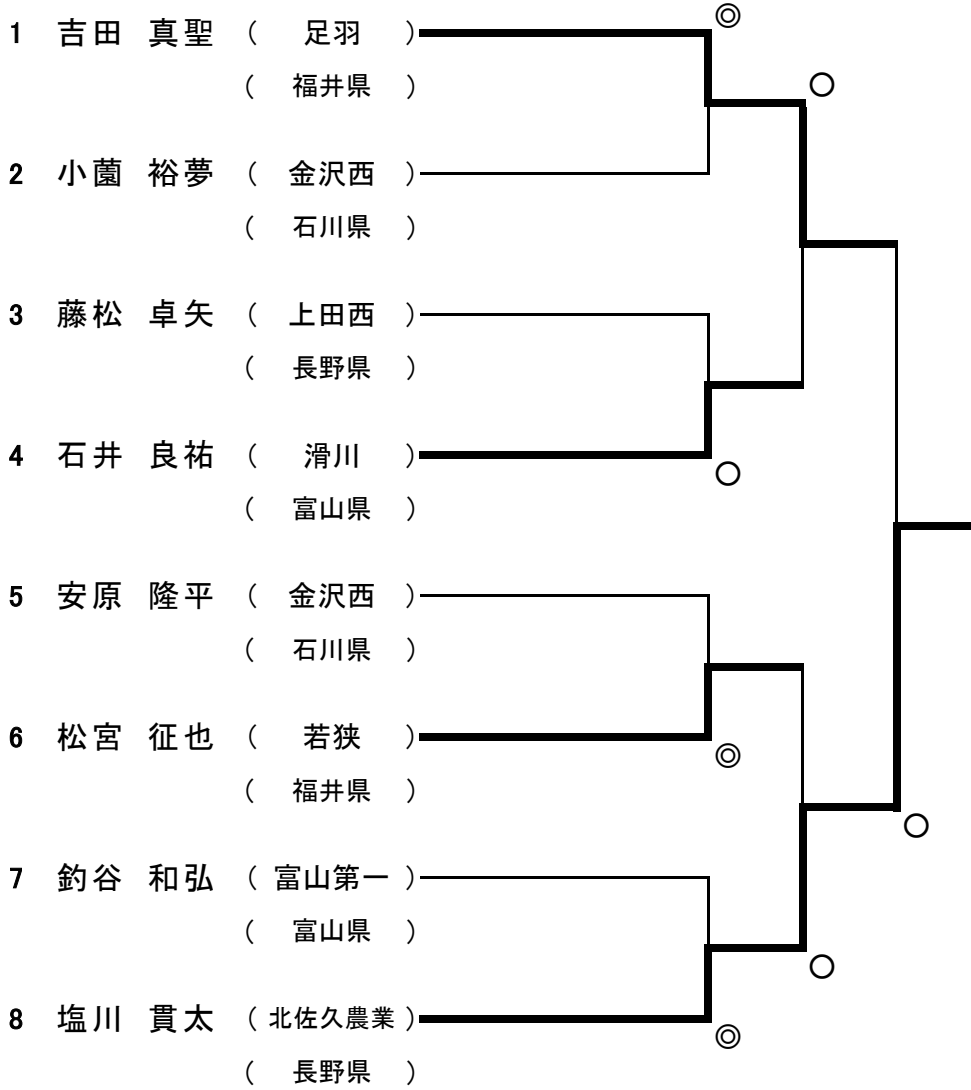 ◎
1 吉田 真聖 ( 足羽 )
( 福井県 ) ○
2 小薗 裕夢 ( 金沢西 )
( 石川県 )
3 藤松 卓矢 ( 上田西 )
( 長野県 )
4 石井 良祐 ( 滑川 )
○
( 富山県 )
5 安原 隆平 ( 金沢西 )
( 石川県 )
6 松宮 征也 ( 若狭 )
◎
( 福井県 )
○
7 釣谷 和弘 ( 富山第一 )
( 富山県 )
○
8 塩川 貫太 ( 北佐久農業 )
◎
( 長野県 )